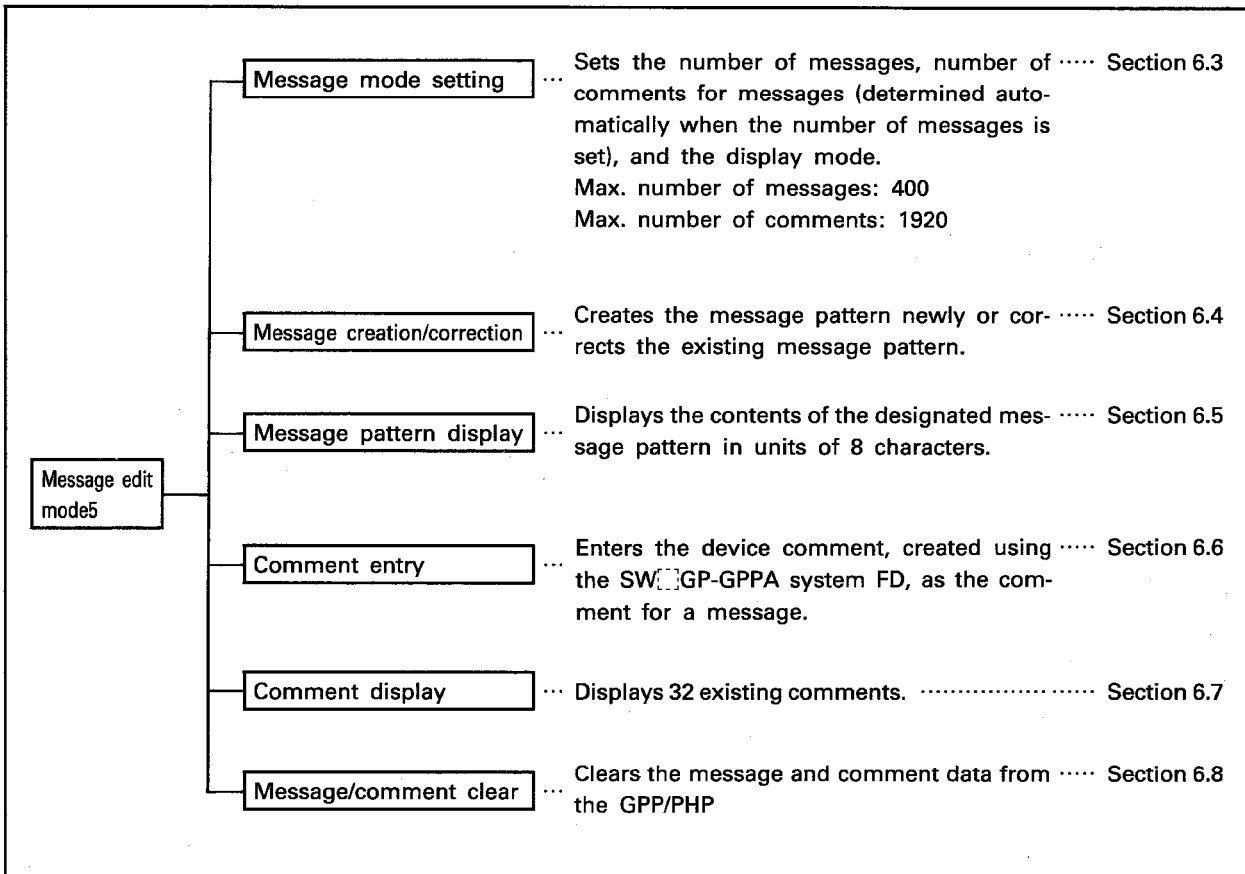 Message mode setting ··· Sets the number of messages, number of ····· Section 6.3
comments for messages (determined auto-
matically when the number of messages is
set), and the display mode.
Max. number of messages: 400
Max. number of comments: 1920
Message creation/correction ··· Creates the message pattern newly or cor- ····· Section 6.4
rects the existing message pattern.
Message pattern display ··· Displays the contents of the designated mes- ····· Section 6.5
sage pattern in units of 8 characters.
Message edit
mode5
Comment entry ··· Enters the device comment, created using ····· Section 6.6
the SW⬚GP-GPPA system FD, as the com-
ment for a message.
Comment display ··· Displays 32 existing comments. ························ Section 6.7
Message/comment clear ··· Clears the message and comment data from ····· Section 6.8
the GPP/PHP